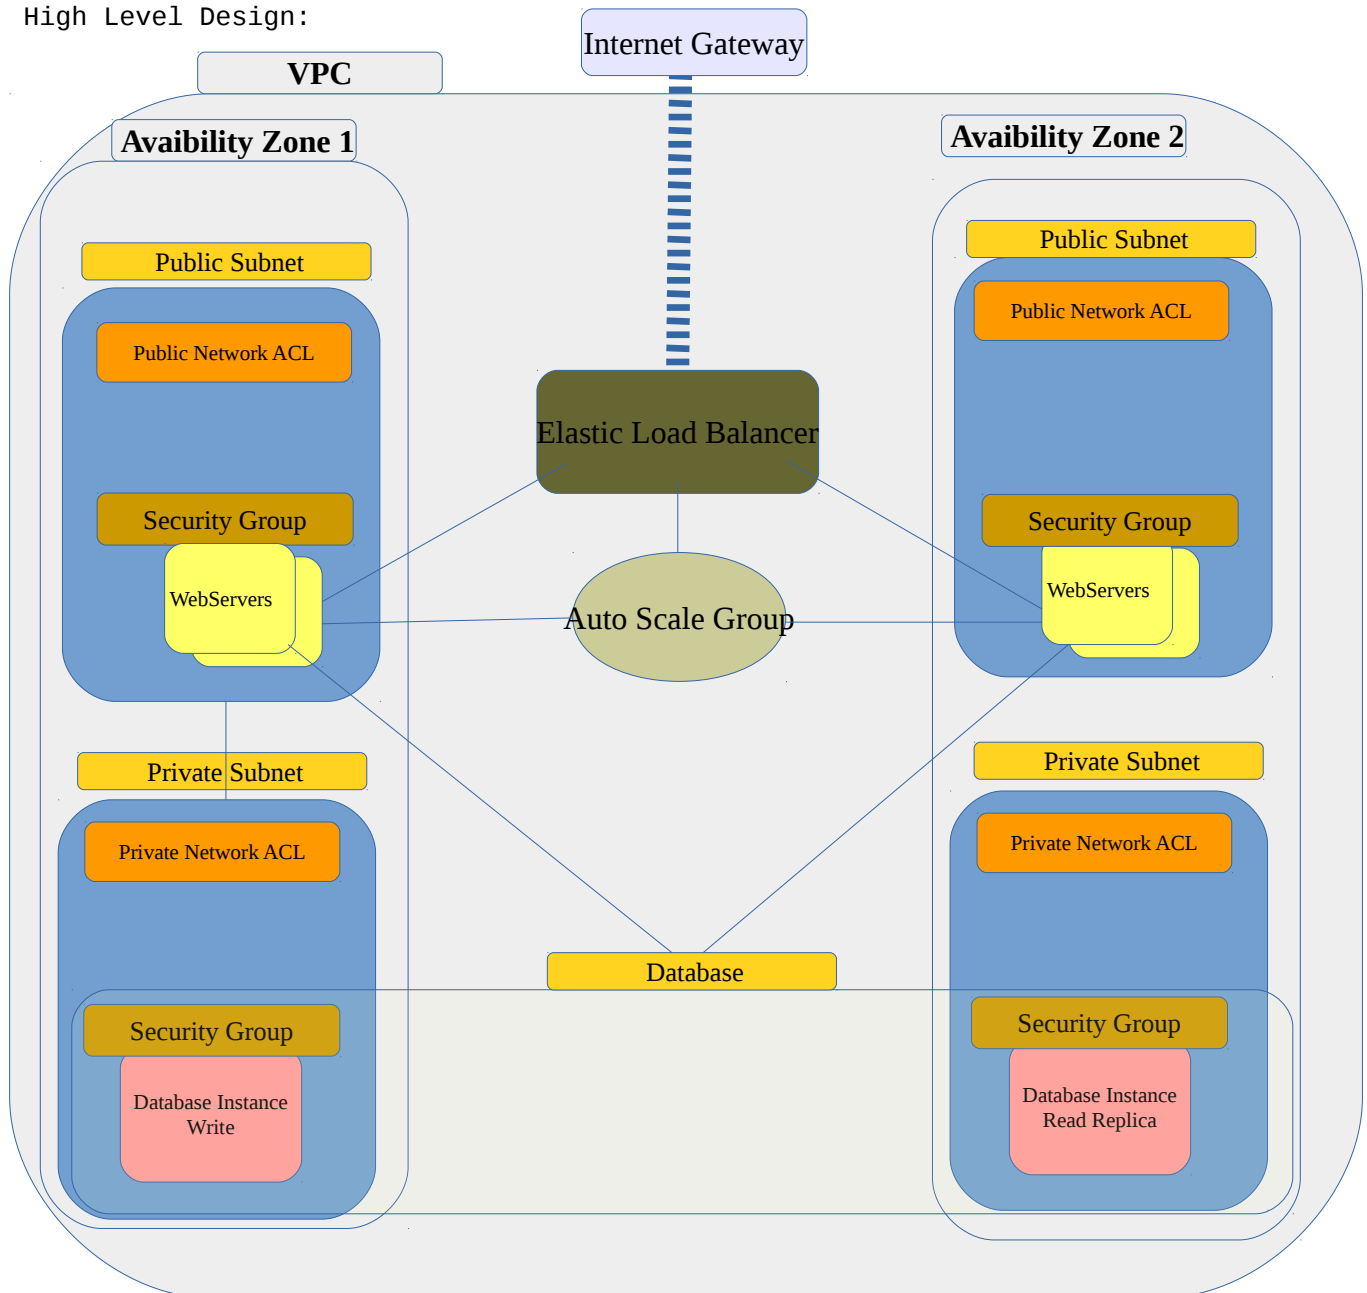 High Level Design:
Internet Gateway
VPC
Avaibility Zone 1
Avaibility Zone 2
Public Subnet
Public Subnet
Public Network ACL
Public Network ACL
Elastic Load Balancer
Security Group
Security Group
WebServers
WebServers
Auto Scale Group
Private Subnet
Private Subnet
Private Network ACL
Private Network ACL
Database
Security Group
Security Group
Database Instance
Write
Database Instance
Read Replica